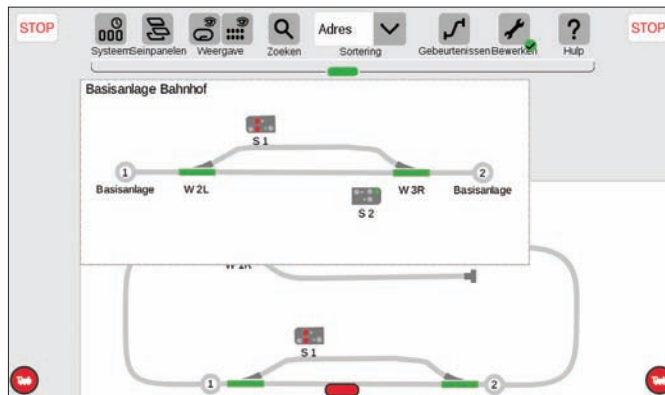 STOP
Adres
STOP
Systeem Seinpanelen Weergave Zoeken Sortering Gebeurtenissen Bewerken Hulp
Basisanlage Bahnhof
S 1
1
2
Basisanlage W 2L W 3R Basisanlage
S 2
W 1R
S 1
1
2